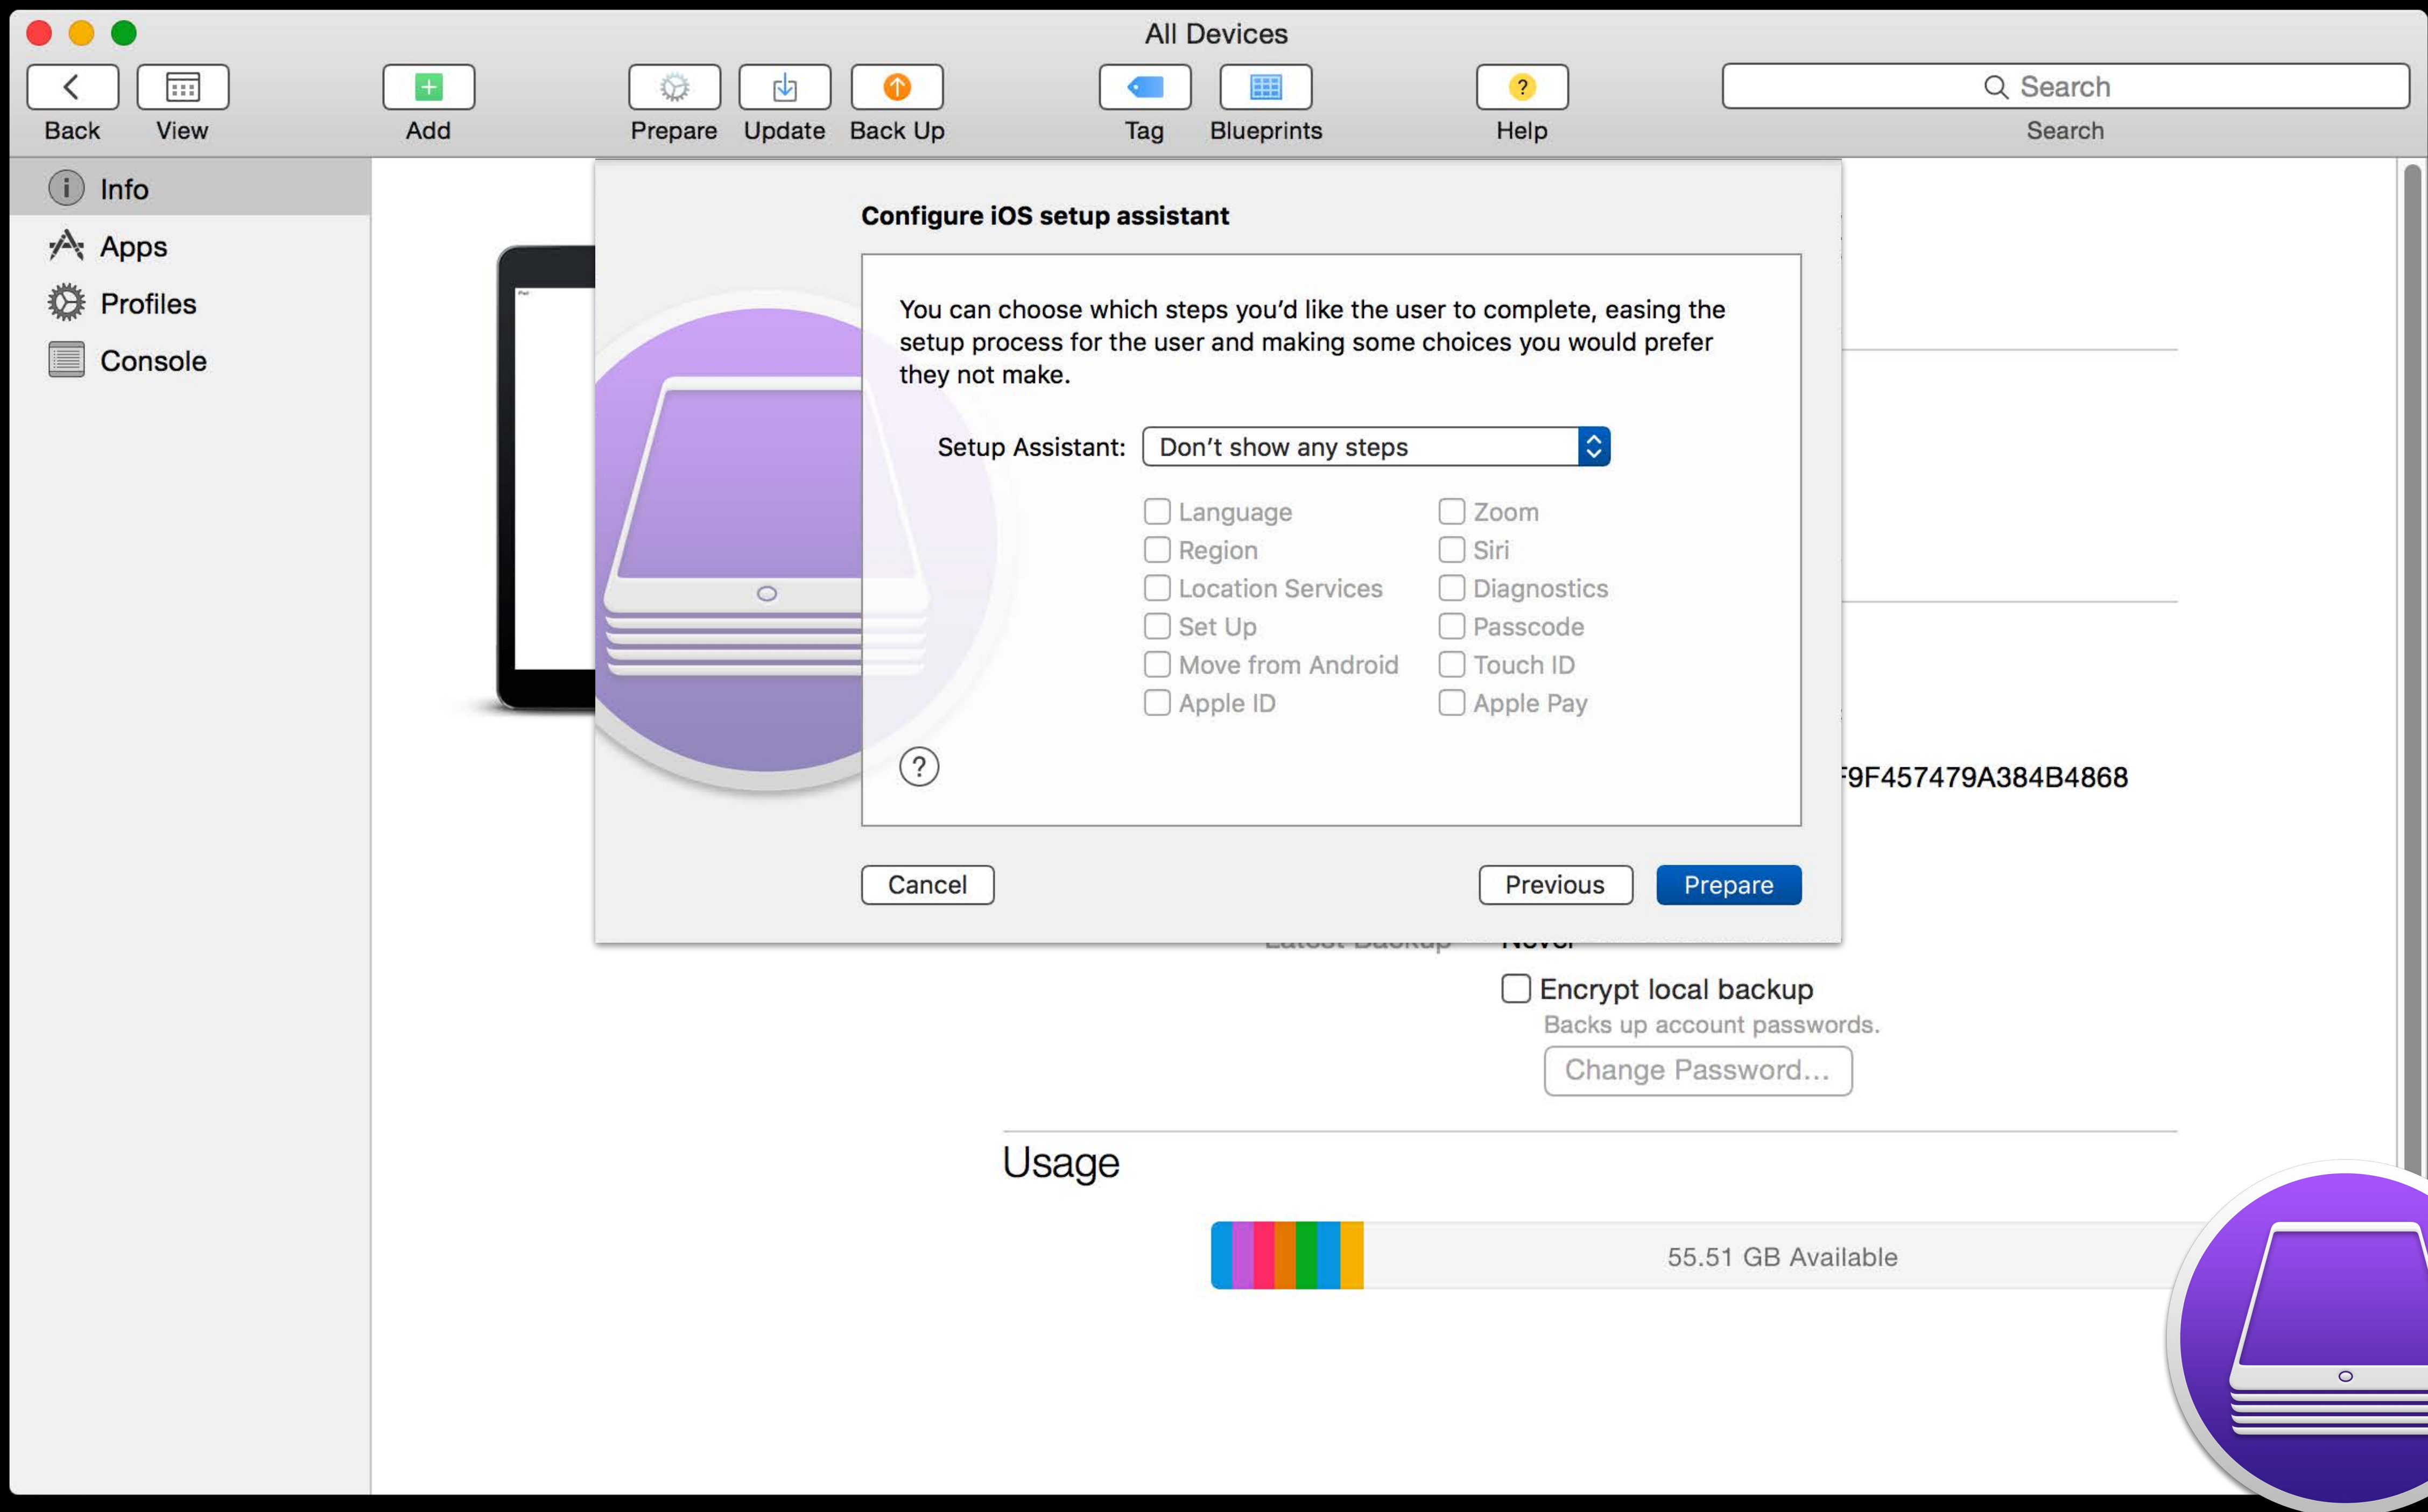 All Devices
Back
View
Add
Prepare
Update
Back Up
Tag
Blueprints
?
Help
Search
Search
Info
Apps
Profiles
Console
Configure iOS setup assistant
You can choose which steps you’d like the user to complete, easing the
setup process for the user and making some choices you would prefer
they not make.
Setup Assistant: Don’t show any steps
Language
Zoom
Region
Siri
Location Services
Diagnostics
Set Up
Passcode
Move from Android
Touch ID
Apple ID
Apple Pay
?
9F457479A384B4868
Cancel
Previous
Prepare
Latest Backup Never
Encrypt local backup
Backs up account passwords.
Change Password...
Usage
55.51 GB Available